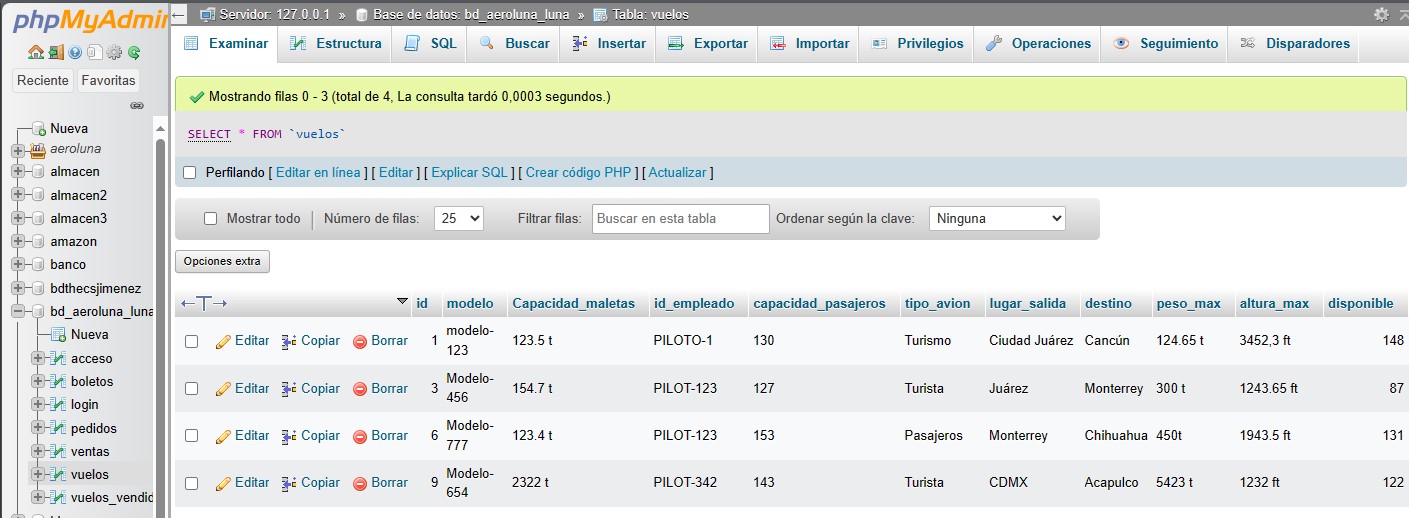 phpMyAdmin
Reciente Favoritas
Nueva
aeroluna
almacen
almacen2
almacen3
amazon
banco
bdthecsjimenez
bd_aeroluna_luna
Nueva
acceso
boletos
login
pedidos
ventas
vuelos
vuelos_vendid
← Servidor: 127.0.0.1 » Base de datos: bd_aeroluna_luna » Tabla: vuelos
Examinar Estructura SQL Buscar Insertar Exportar Importar Privilegios Operaciones Seguimiento Disparadores
Mostrando filas 0 - 3 (total de 4, La consulta tardó 0,0003 segundos.)
SELECT * FROM `vuelos`
Perfilando [ Editar en línea ] [ Editar ] [ Explicar SQL ] [ Crear código PHP ] [ Actualizar ]
Mostrar todo | Número de filas: 25 Filtrar filas: Buscar en esta tabla Ordenar según la clave: Ninguna
Opciones extra
←T→ id modelo Capacidad_maletas id_empleado capacidad_pasajeros tipo_avion lugar_salida destino peso_max altura_max disponible
Editar Copiar Borrar 1 modelo-123 123.5 t PILOTO-1 130 Turismo Ciudad Juárez Cancún 124.65 t 3452,3 ft 148
Editar Copiar Borrar 3 Modelo-456 154.7 t PILOT-123 127 Turista Juárez Monterrey 300 t 1243.65 ft 87
Editar Copiar Borrar 6 Modelo-777 123.4 t PILOT-123 153 Pasajeros Monterrey Chihuahua 450t 1943.5 ft 131
Editar Copiar Borrar 9 Modelo-654 2322 t PILOT-342 143 Turista CDMX Acapulco 5423 t 1232 ft 122